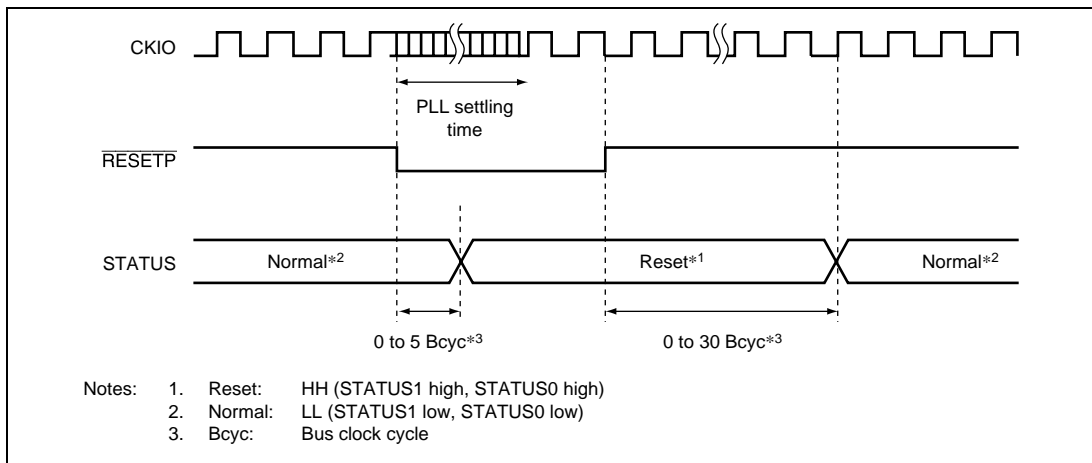 CKIO
PLL settling
time
RESETP
STATUS
Normal*2
Reset*1
Normal*2
0 to 5 Bcyc*3
0 to 30 Bcyc*3
Notes: 1. Reset: HH (STATUS1 high, STATUS0 high)
2. Normal: LL (STATUS1 low, STATUS0 low)
3. Bcyc: Bus clock cycle